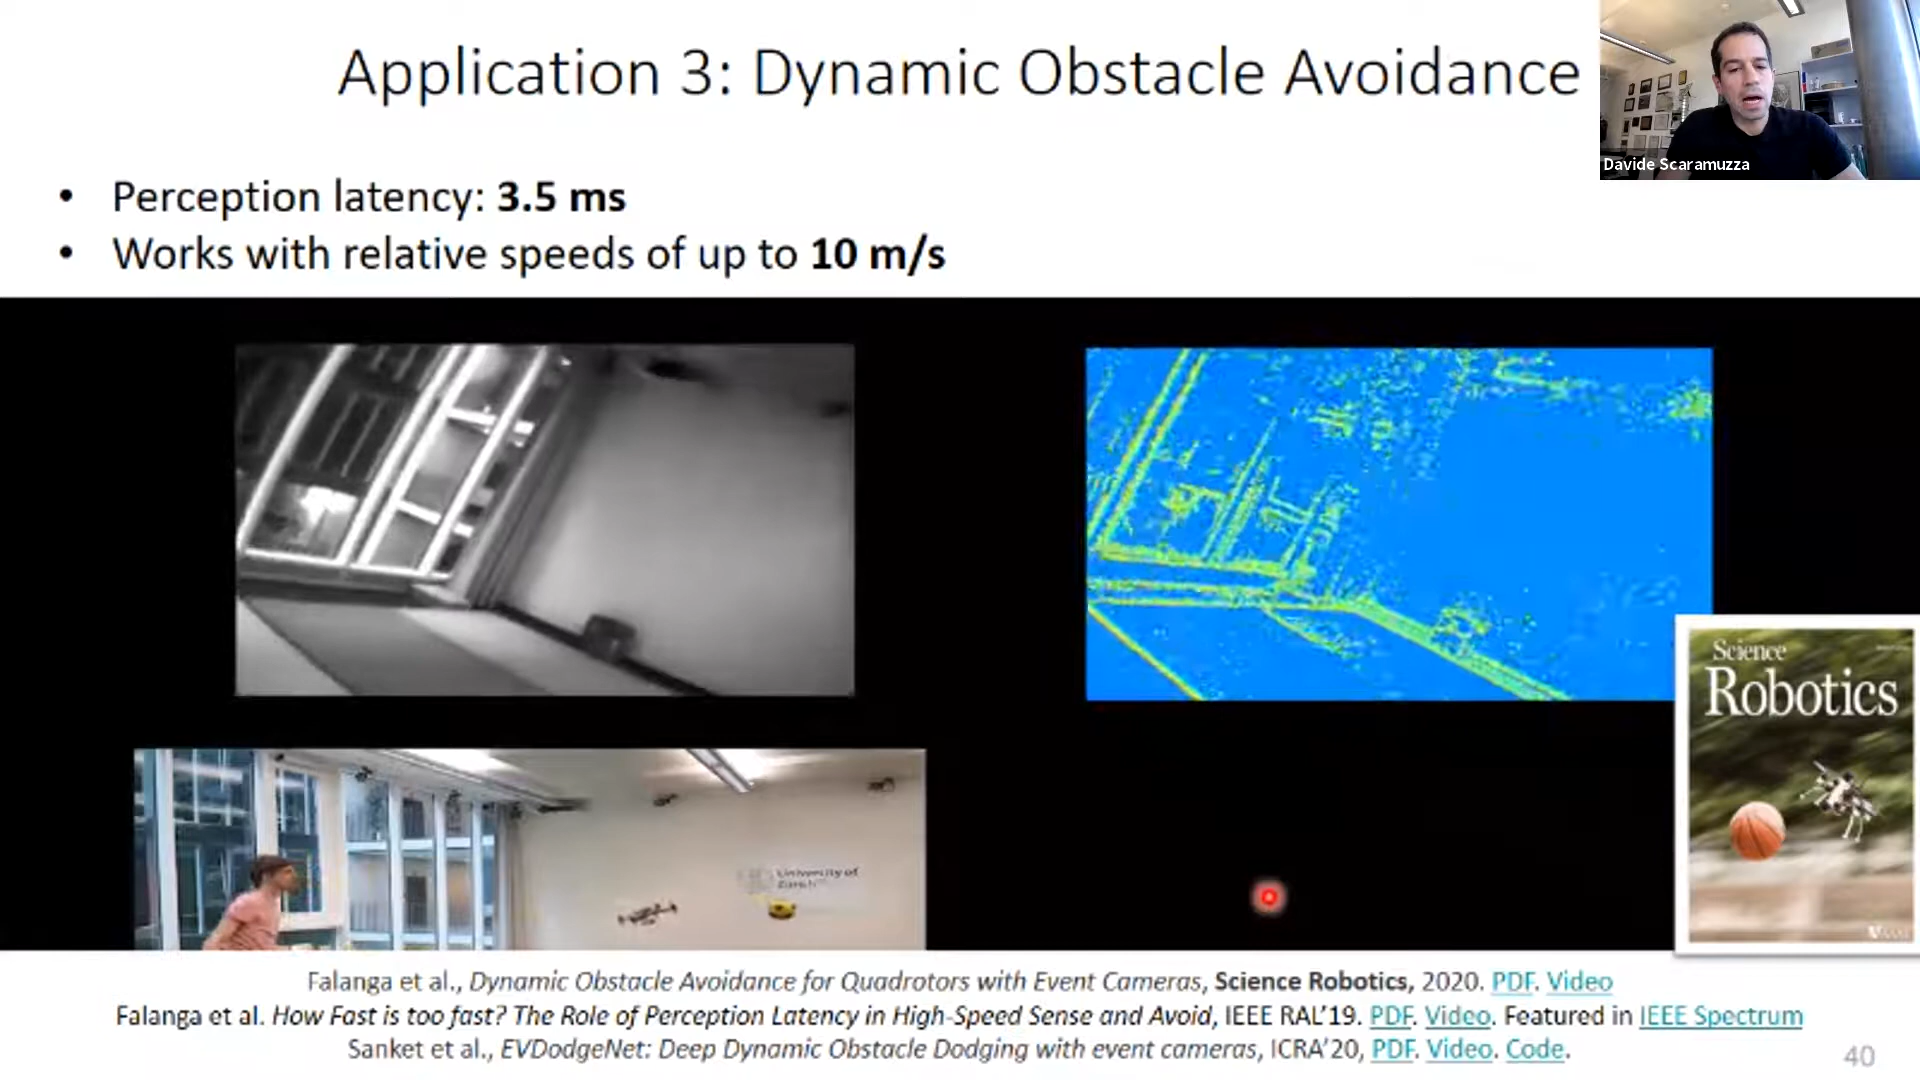 Application 3: Dynamic Obstacle Avoidance
Davide Scaramuzza
• Perception latency: 3.5 ms
• Works with relative speeds of up to 10 m/s
University of
Science
Robotics
Falanga et al., Dynamic Obstacle Avoidance for Quadrotors with Event Cameras, Science Robotics, 2020. PDF. Video
Falanga et al. How Fast is too fast? The Role of Perception Latency in High-Speed Sense and Avoid, IEEE RAL’19. PDF. Video. Featured in IEEE Spectrum
Sanket et al., EVDodgeNet: Deep Dynamic Obstacle Dodging with event cameras, ICRA’20, PDF. Video. Code.
40